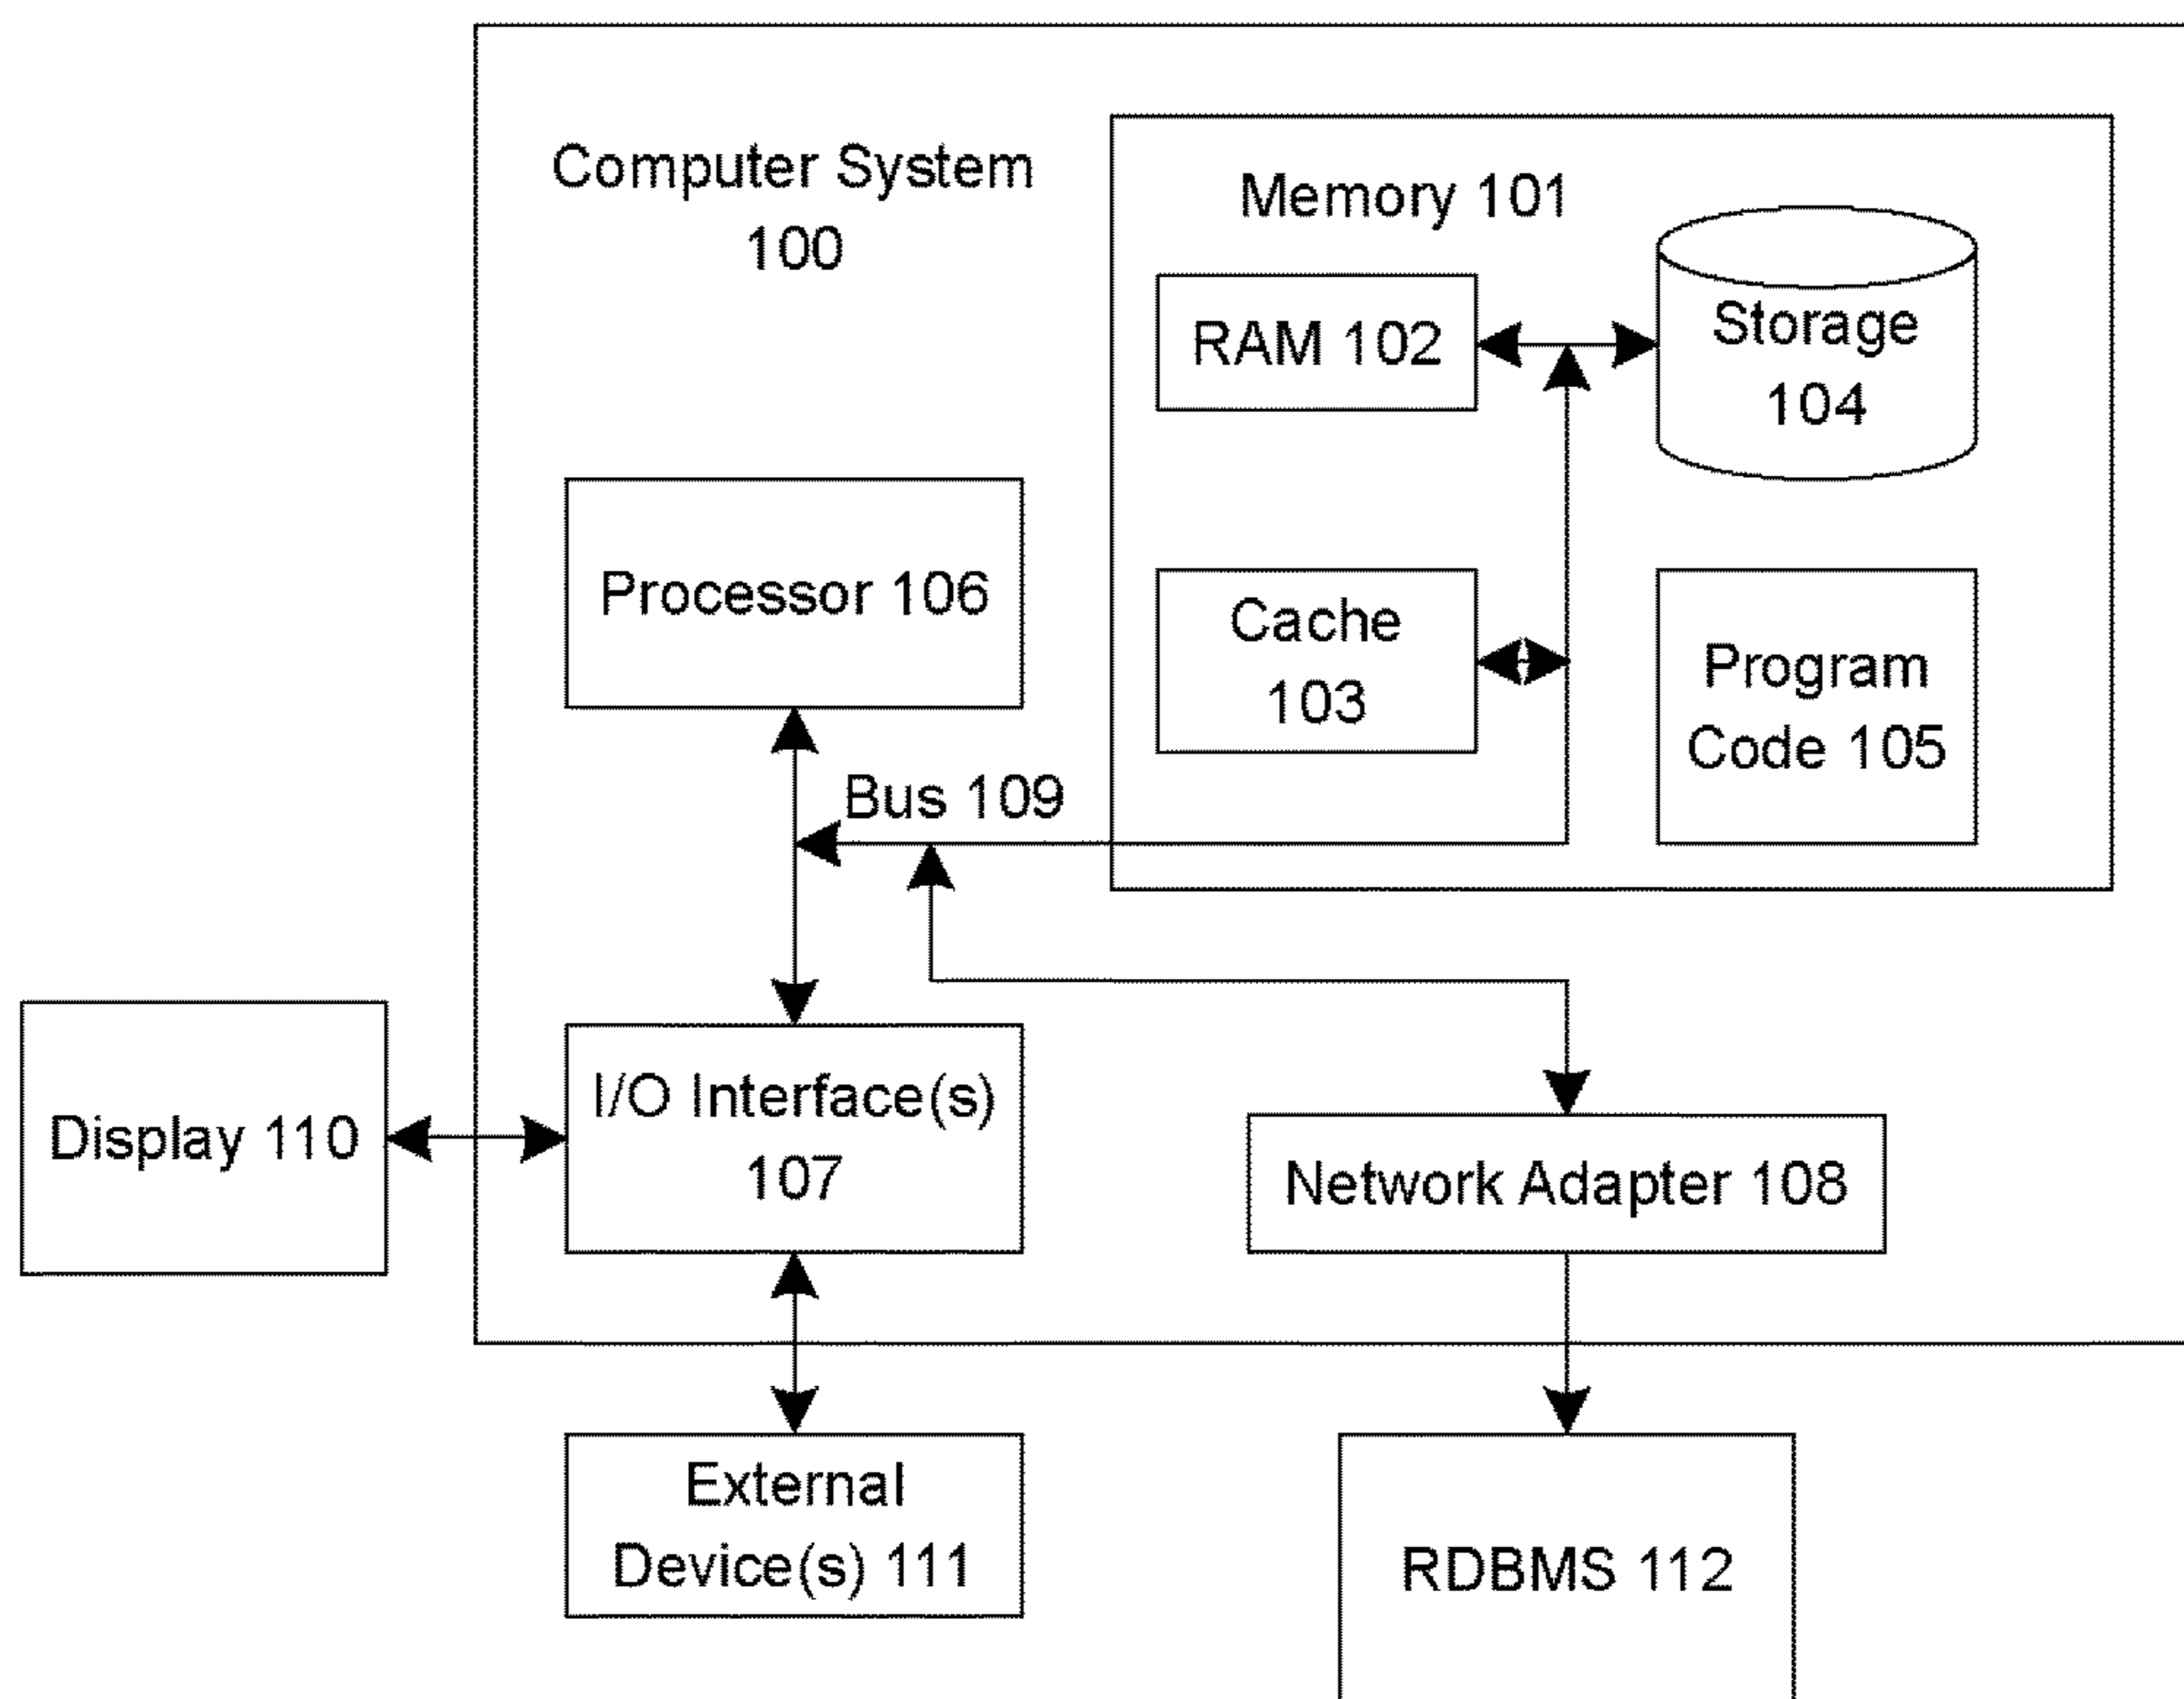 Computer System
100
Memory 101
RAM 102
Storage
104
Processor 106
Cache
103
Program
Code 105
Bus 109
Display 110
I/O Interface(s)
107
Network Adapter 108
External
Device(s) 111
RDBMS 112